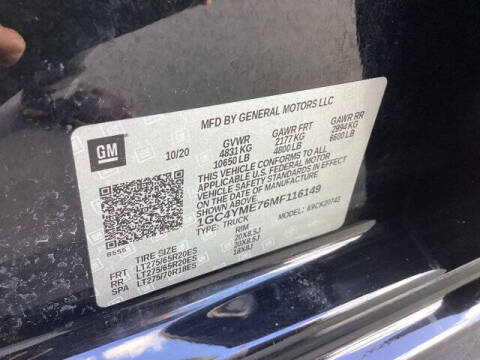 MFD BY GENERAL MOTORS LLC
GM
10/20
GVWR GAWR FRT GAWR RR
4831 KG 2177 KG 2994 KG
10650 LB 4800 LB 6600 LB
THIS VEHICLE CONFORMS TO ALL
APPLICABLE U.S. FEDERAL MOTOR
VEHICLE SAFETY STANDARDS IN EFFECT
ON THE DATE OF MANUFACTURE
SHOWN ABOVE.
1GC4YME76MF116149
TYPE: TRUCK MODEL:
TIRE SIZE RIM
FRT LT275/65R20ES 20X8.5J
RR LT275/65R20ES 20X8.5J
SPA LT275/70R18ES 18X8J